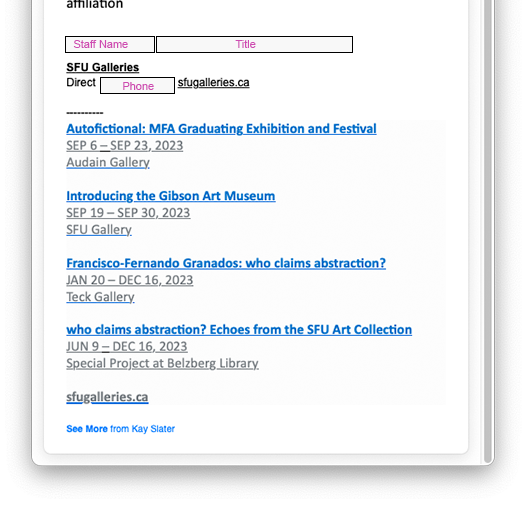 affiliation
Staff Name Title
SFU Galleries
Direct Phone sfugalleries.ca
----------
Autofictional: MFA Graduating Exhibition and Festival
SEP 6 – SEP 23, 2023
Audain Gallery
Introducing the Gibson Art Museum
SEP 19 – SEP 30, 2023
SFU Gallery
Francisco-Fernando Granados: who claims abstraction?
JAN 20 – DEC 16, 2023
Teck Gallery
who claims abstraction? Echoes from the SFU Art Collection
JUN 9 – DEC 16, 2023
Special Project at Belzberg Library
sfugalleries.ca
See More from Kay Slater